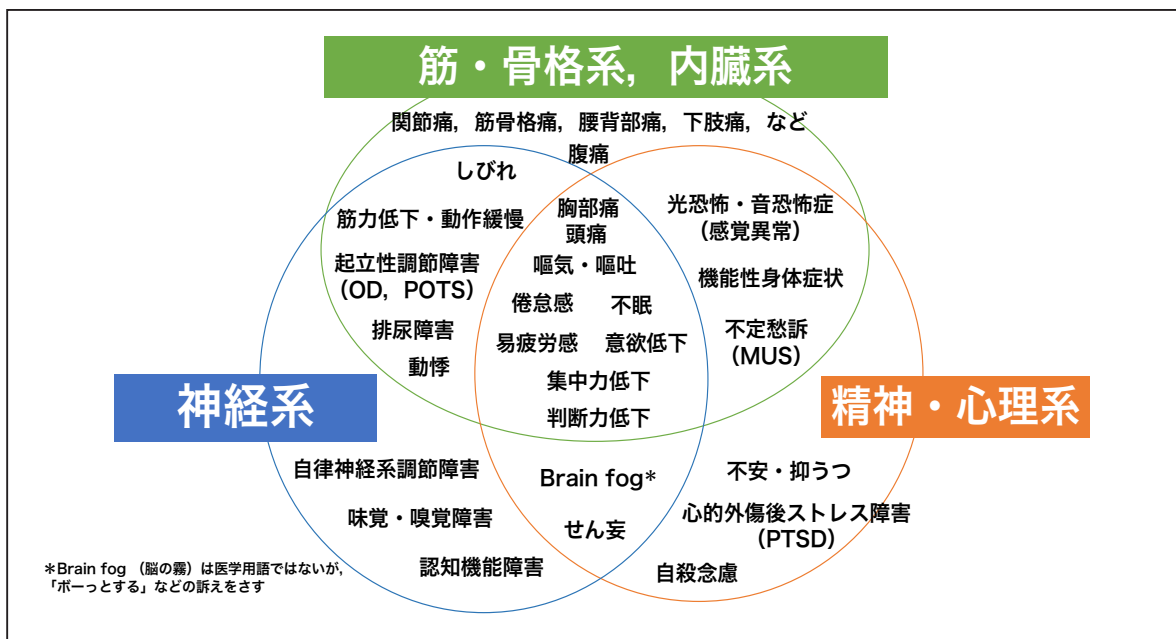 筋・骨格系，内臓系
関節痛，筋骨格痛，腰背部痛，下肢痛，など
腹痛
しびれ
筋力低下・動作緩慢
起立性調節障害
（OD，POTS）
排尿障害
動悸
胸部痛
頭痛
嘔気・嘔吐
倦怠感 不眠
易疲労感 意欲低下
集中力低下
判断力低下
光恐怖・音恐怖症
（感覚異常）
機能性身体症状
不定愁訴
（MUS）
神経系
精神・心理系
自律神経系調節障害
味覚・嗅覚障害
認知機能障害
Brain fog＊
せん妄
不安・抑うつ
心的外傷後ストレス障害
（PTSD）
自殺念慮
＊Brain fog （脳の霧）は医学用語ではないが，
「ボーっとする」などの訴えをさす